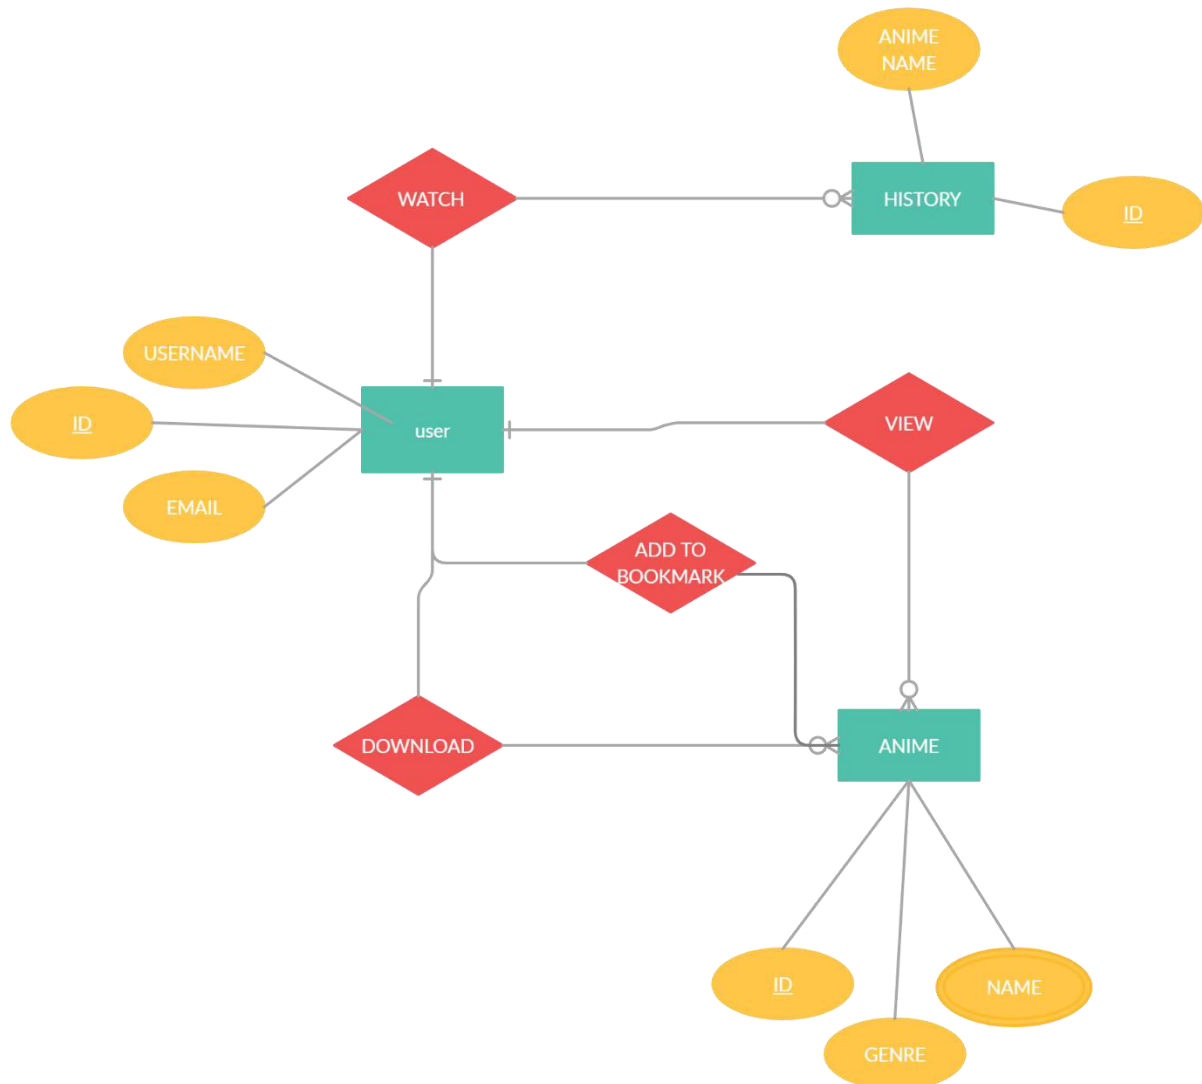 ANIME
NAME
WATCH
HISTORY
ID
USERNAME
ID
user
VIEW
EMAIL
ADD TO
BOOKMARK
DOWNLOAD
ANIME
ID
NAME
GENRE